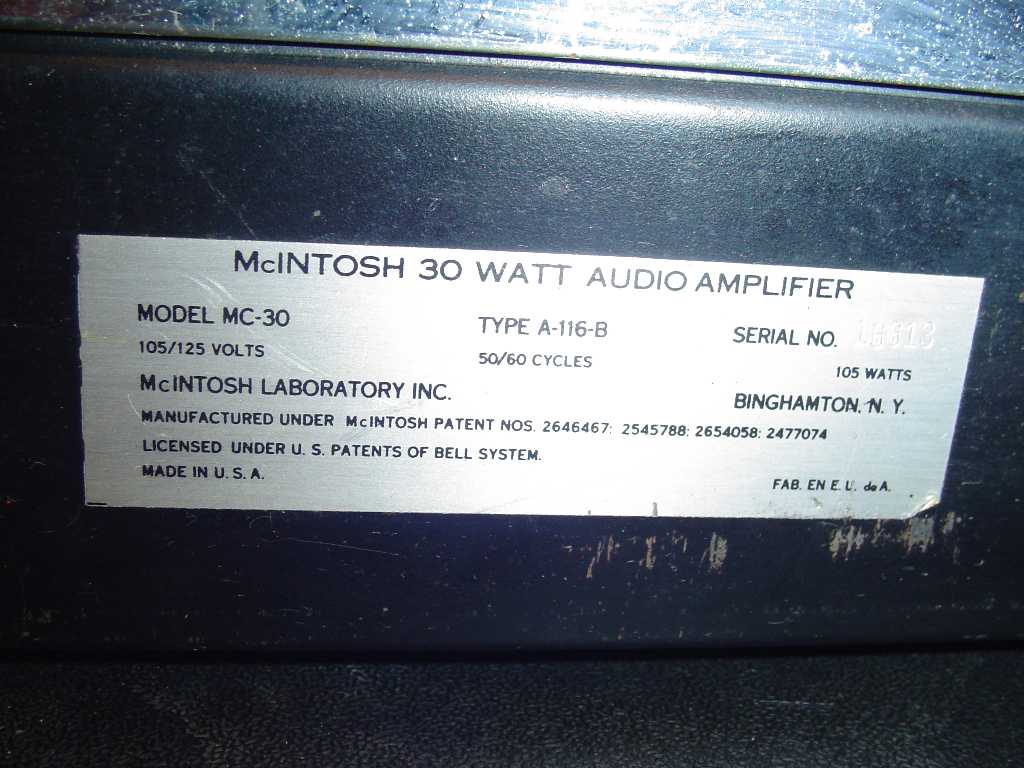 McINTOSH 30 WATT AUDIO AMPLIFIER
MODEL MC-30 TYPE A-116-B SERIAL NO.
105/125 VOLTS 50/60 CYCLES 105 WATTS
McINTOSH LABORATORY INC. BINGHAMTON, N. Y.
MANUFACTURED UNDER McINTOSH PATENT NOS. 2646467; 2545788; 2654058; 2477074
LICENSED UNDER U. S. PATENTS OF BELL SYSTEM.
MADE IN U. S. A. FAB. EN E. U. de A.